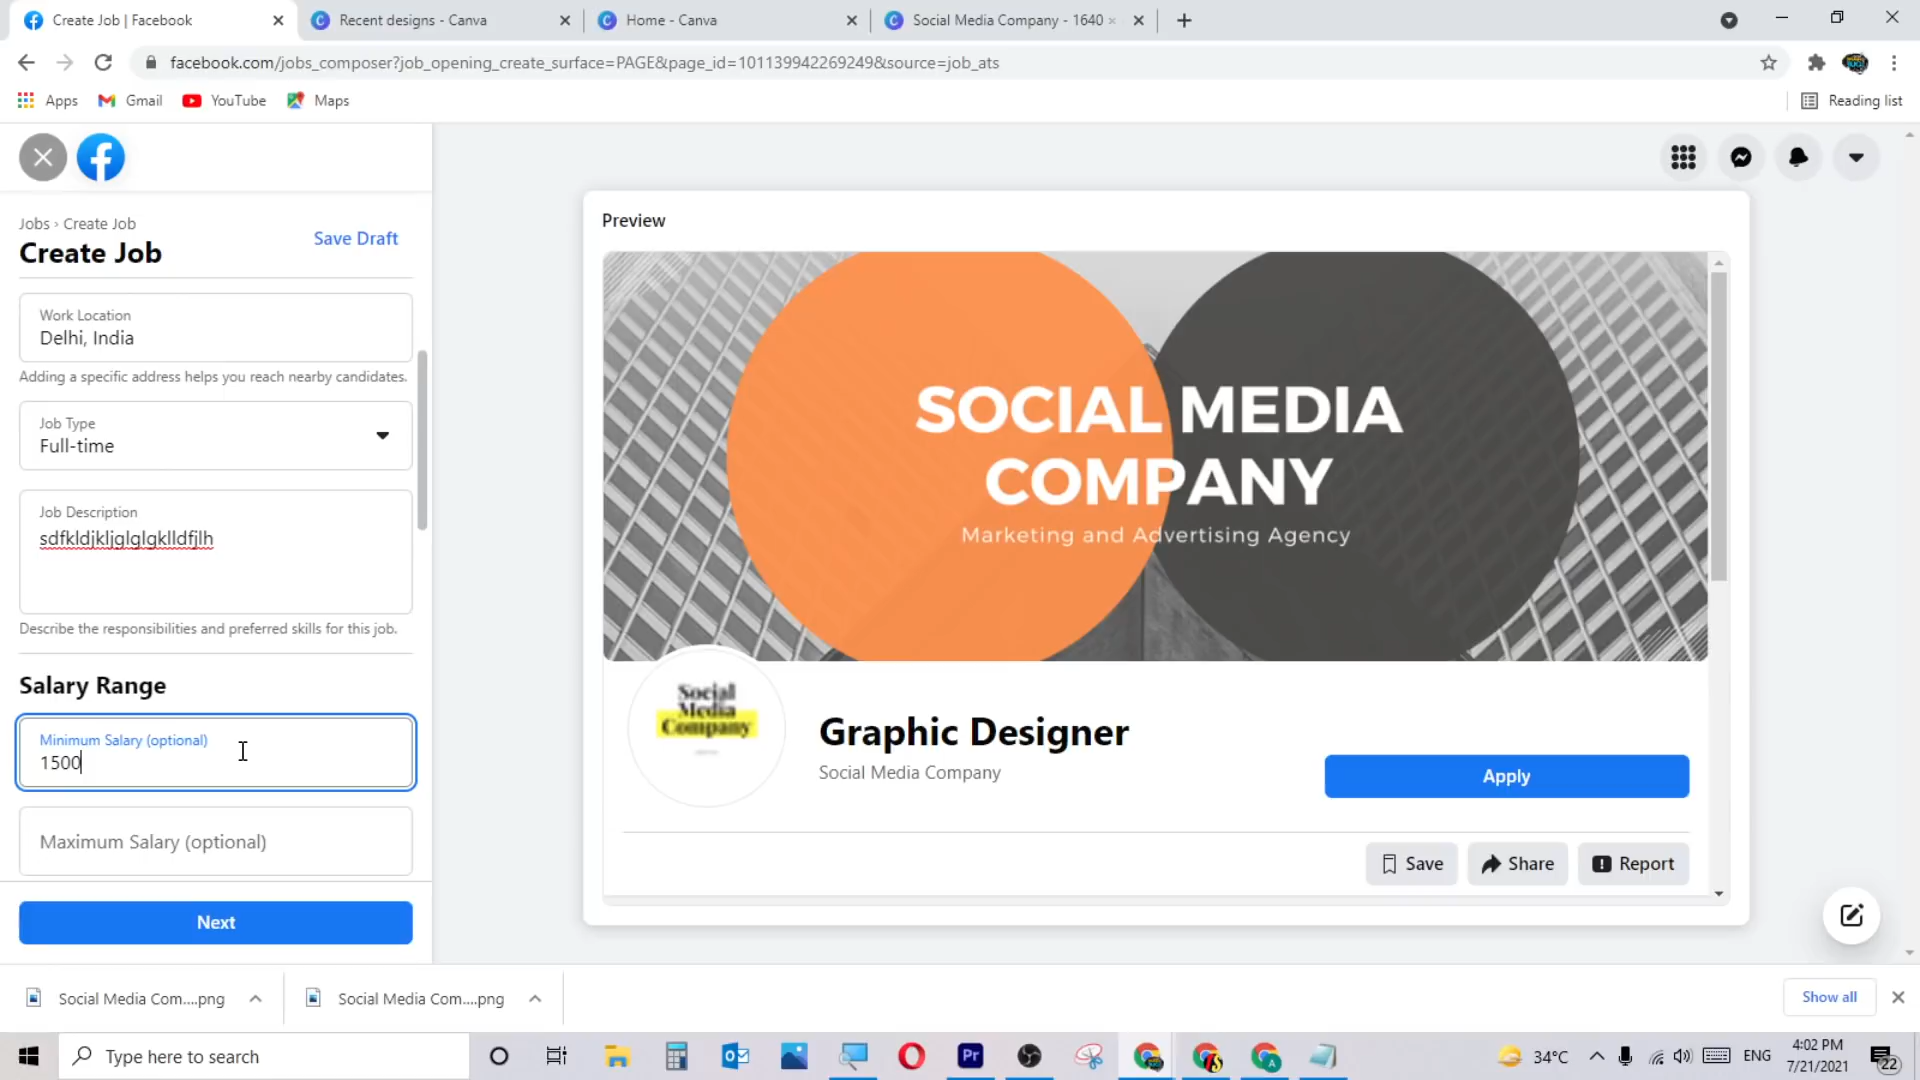 Create Job | Facebook
Recent designs - Canva
Home - Canva
Social Media Company - 1640
facebook.com/jobs_composer?job_opening_create_surface=PAGE&page_id=101139942269249&source=job_ats
Apps
Gmail
YouTube
Maps
Reading list
Jobs › Create Job
Create Job
Save Draft
Work Location
Delhi, India
Adding a specific address helps you reach nearby candidates.
Job Type
Full-time
Job Description
sdfkldjkljglglgklldfjlh
Describe the responsibilities and preferred skills for this job.
Salary Range
Minimum Salary (optional)
1500
Maximum Salary (optional)
Next
Preview
SOCIAL MEDIA
COMPANY
Marketing and Advertising Agency
Social
Media
Company
Graphic Designer
Social Media Company
Apply
Save
Share
Report
Social Media Com....png
Social Media Com....png
Show all
Type here to search
Pr
34°C
ENG
4:02 PM
7/21/2021
22